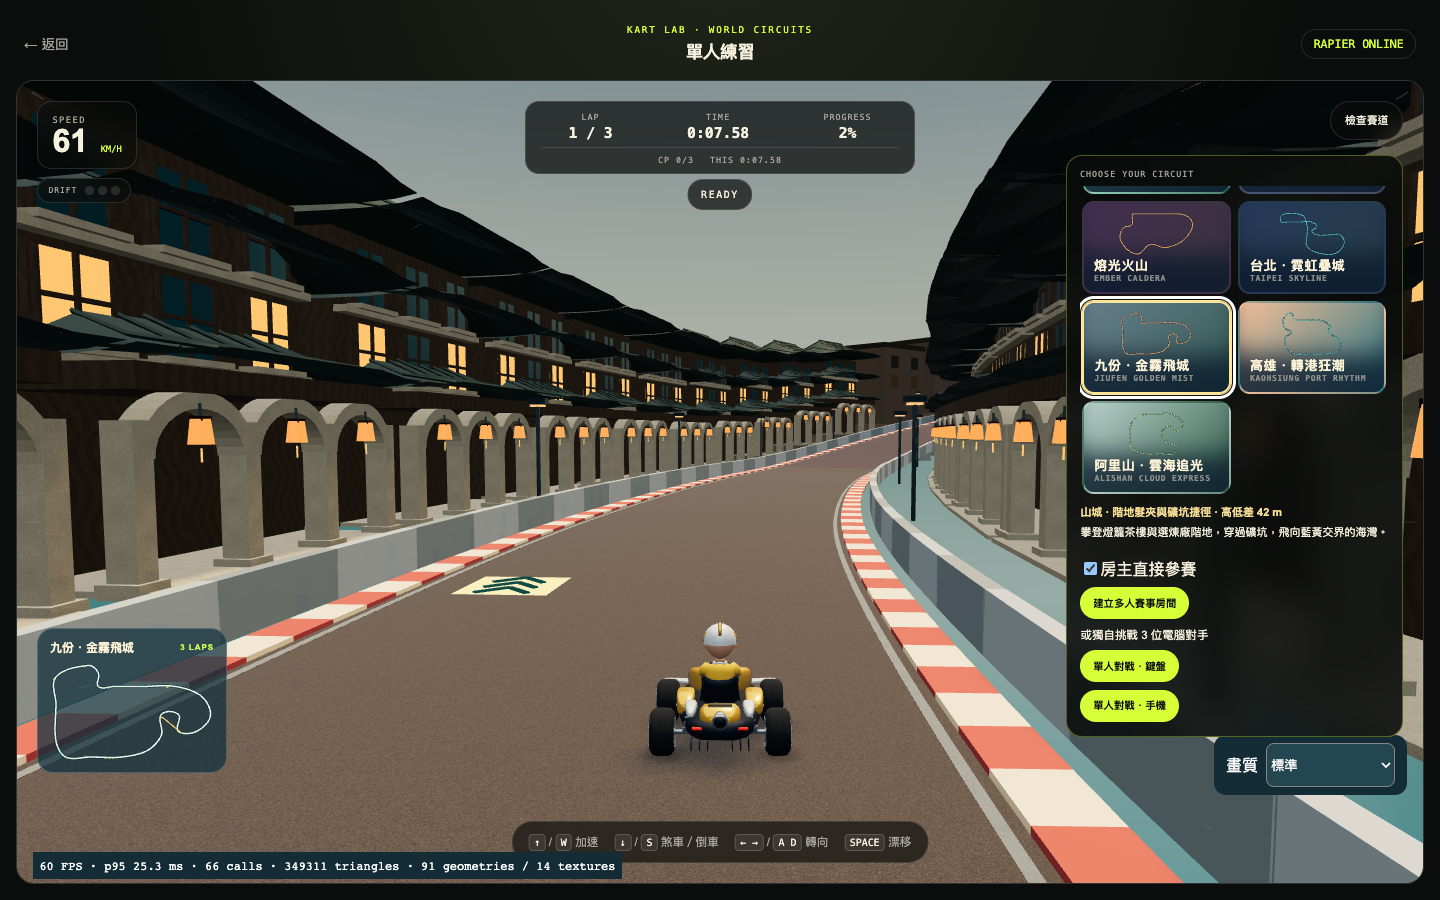 ← 返回
KART LAB · WORLD CIRCUITS
單人練習
RAPIER ONLINE
SPEED
61 KM/H
DRIFT
LAP TIME PROGRESS
1 / 3 0:07.58 2%
CP 0/3 THIS 0:07.58
READY
檢查賽道
CHOOSE YOUR CIRCUIT
熔光火山
EMBER CALDERA
台北 · 霓虹疊城
TAIPEI SKYLINE
九份 · 金霧飛城
JIUFEN GOLDEN MIST
高雄 · 轉港狂潮
KAOHSIUNG PORT RHYTHM
阿里山 · 雲海追光
ALISHAN CLOUD EXPRESS
山城 · 階地髮夾與礦坑捷徑 · 高低差 42 m
攀登燈籠茶樓與選煉廠階地，穿過礦坑，飛向藍黃交界的海灣。
房主直接參賽
建立多人賽事房間
或獨自挑戰 3 位電腦對手
單人對戰 · 鍵盤
單人對戰 · 手機
畫質 標準
九份 · 金霧飛城 3 LAPS
↑ / W 加速 ↓ / S 煞車 / 倒車 ← → / A D 轉向 SPACE 漂移
60 FPS · p95 25.3 ms · 66 calls · 349311 triangles · 91 geometries / 14 textures